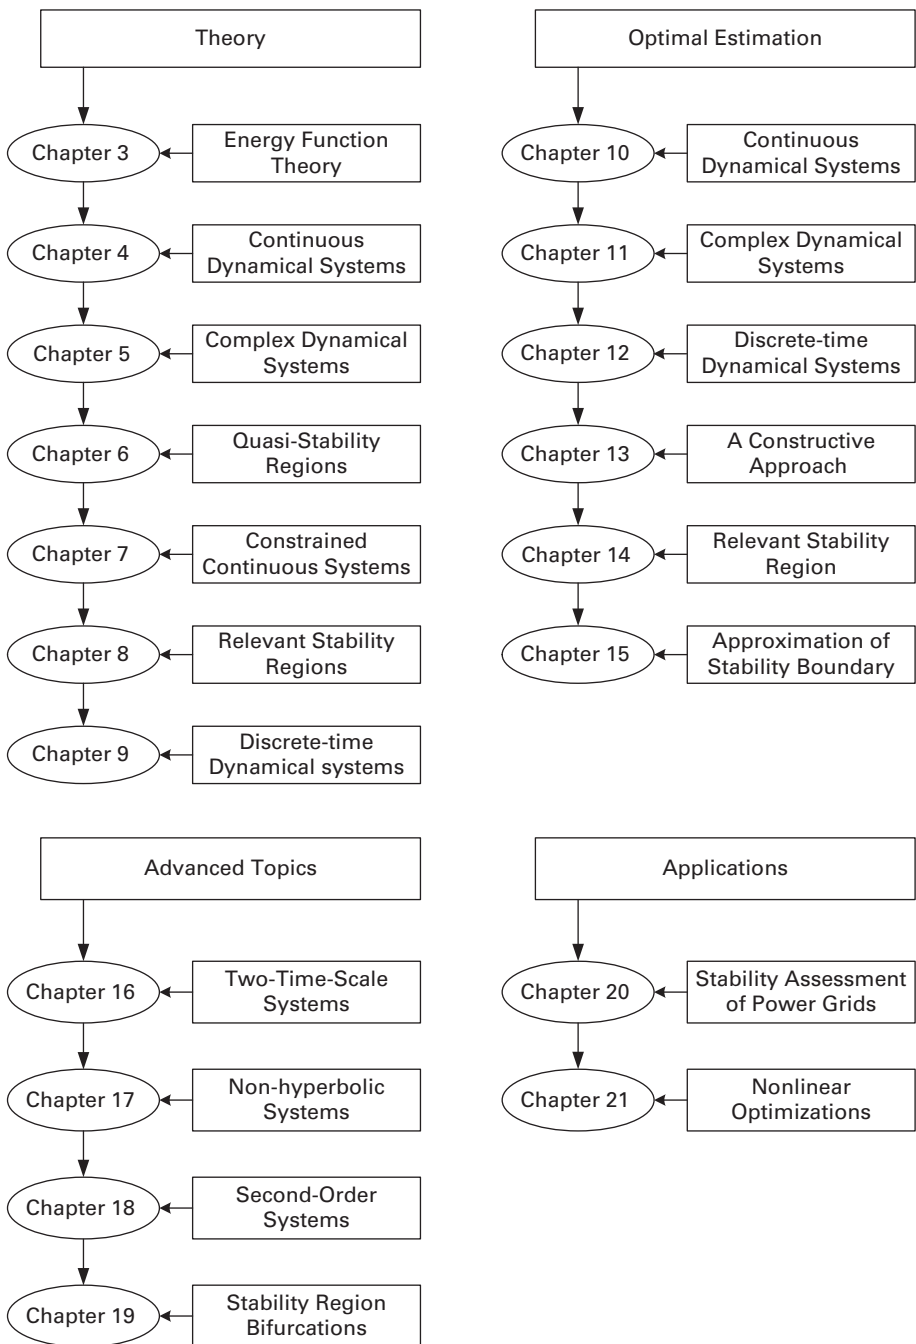 Theory
Chapter 3
Energy Function
Theory
Chapter 4
Continuous
Dynamical Systems
Chapter 5
Complex Dynamical
Systems
Chapter 6
Quasi-Stability
Regions
Chapter 7
Constrained
Continuous Systems
Chapter 8
Relevant Stability
Regions
Chapter 9
Discrete-time
Dynamical systems
Optimal Estimation
Chapter 10
Continuous
Dynamical Systems
Chapter 11
Complex Dynamical
Systems
Chapter 12
Discrete-time
Dynamical Systems
Chapter 13
A Constructive
Approach
Chapter 14
Relevant Stability
Region
Chapter 15
Approximation of
Stability Boundary
Advanced Topics
Chapter 16
Two-Time-Scale
Systems
Chapter 17
Non-hyperbolic
Systems
Chapter 18
Second-Order
Systems
Chapter 19
Stability Region
Bifurcations
Applications
Chapter 20
Stability Assessment
of Power Grids
Chapter 21
Nonlinear
Optimizations